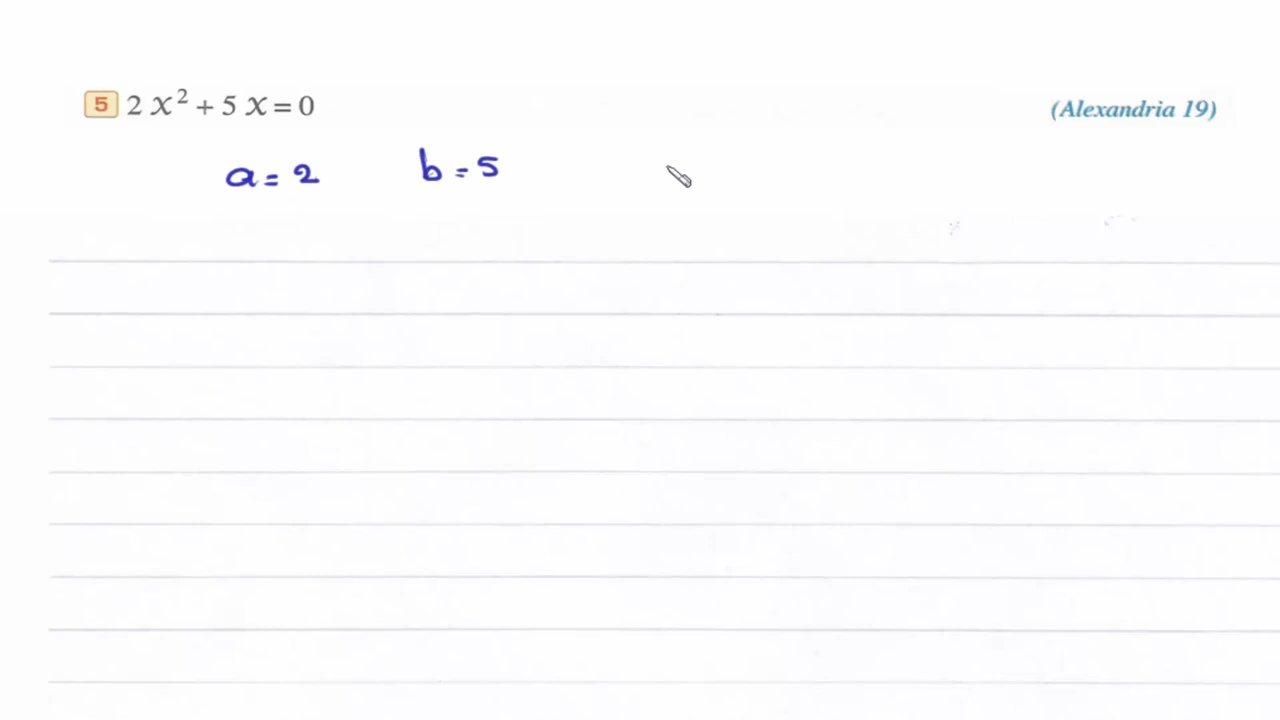 5 2 x² + 5 x = 0 (Alexandria 19)
a = 2 b = 5